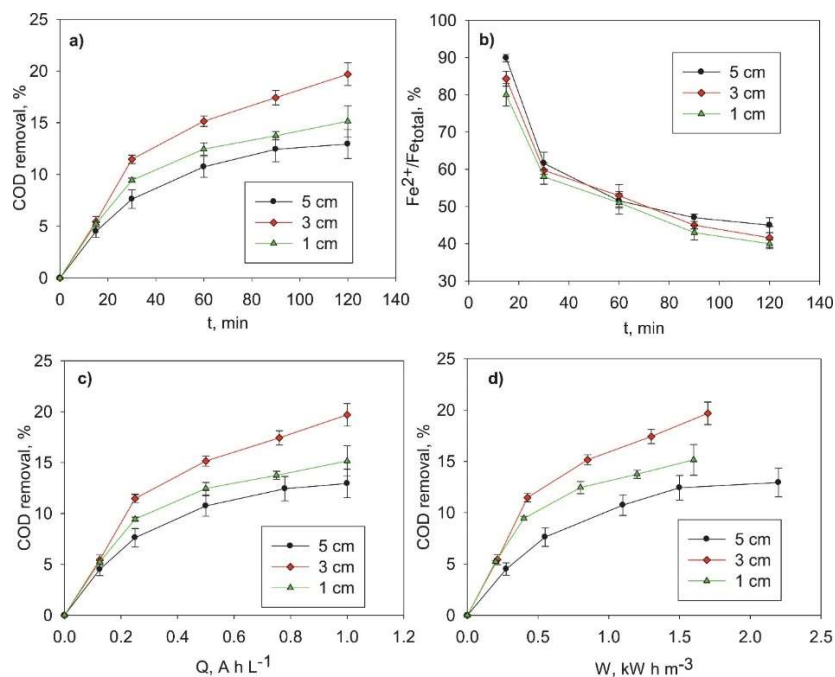 a)
COD removal, %
25
20
15
10
5
0
5 cm
3 cm
1 cm
0 20 40 60 80 100 120 140
t, min
b)
Fe²⁺/Fe_total, %
100
90
80
70
60
50
40
30
5 cm
3 cm
1 cm
0 20 40 60 80 100 120 140
t, min
c)
COD removal, %
25
20
15
10
5
0
5 cm
3 cm
1 cm
0.0 0.2 0.4 0.6 0.8 1.0 1.2
Q, A h L⁻¹
d)
COD removal, %
25
20
15
10
5
0
5 cm
3 cm
1 cm
0.0 0.5 1.0 1.5 2.0 2.5
W, kW h m⁻³